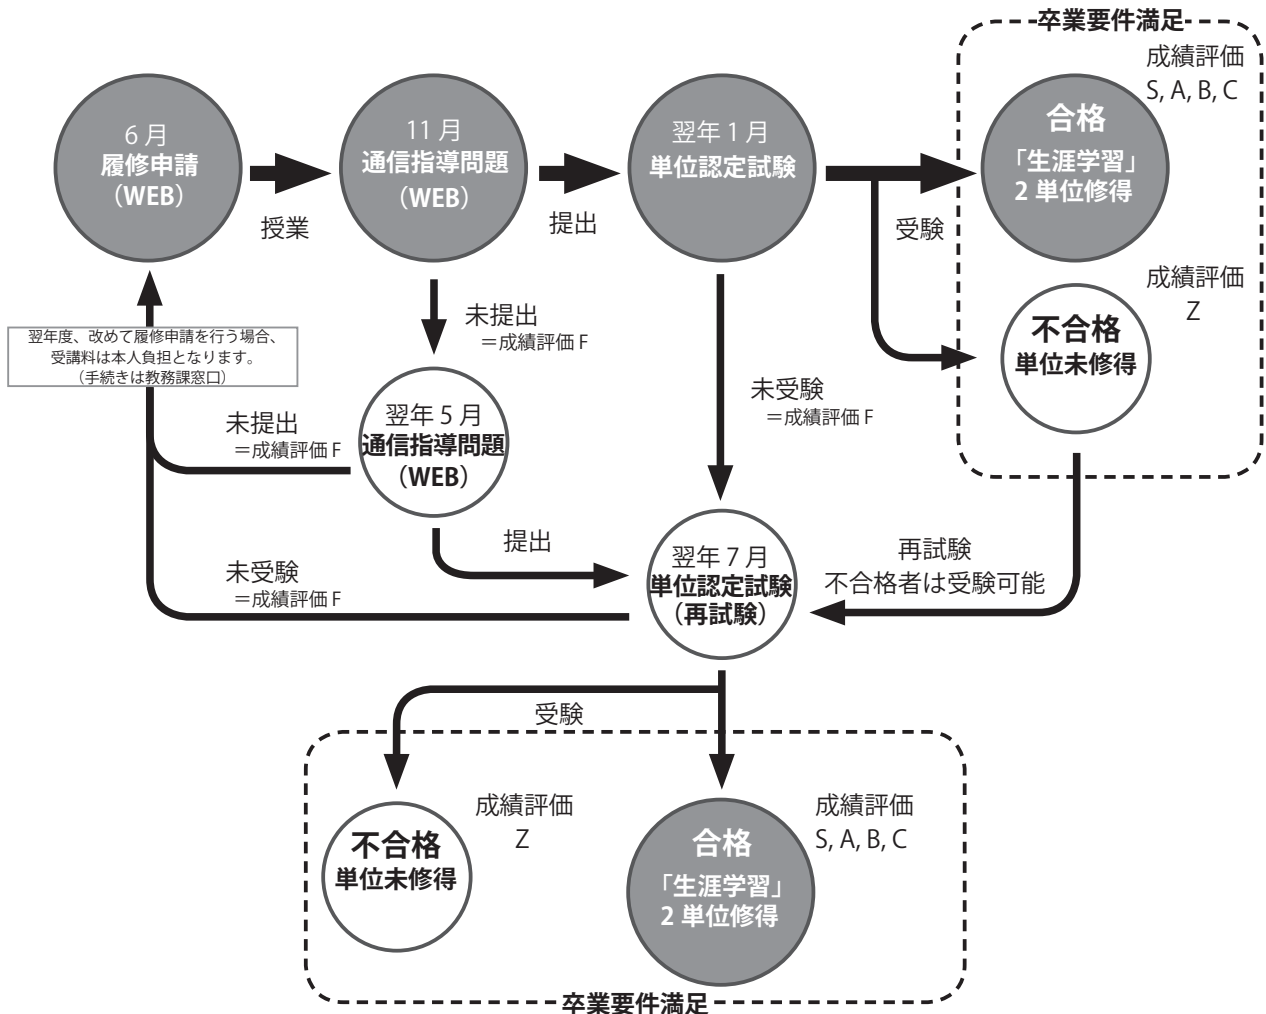 卒業要件満足
成績評価
S, A, B, C
6 月
履修申請
（WEB）
授業
11 月
通信指導問題
（WEB）
提出
翌年 1 月
単位認定試験
受験
合格
「生涯学習」
2 単位修得
成績評価
Z
不合格
単位未修得
未提出
＝成績評価 F
翌年度、改めて履修申請を行う場合、
受講料は本人負担となります。
（手続きは教務課窓口）
未受験
＝成績評価 F
未提出
＝成績評価 F
翌年 5 月
通信指導問題
（WEB）
提出
未受験
＝成績評価 F
翌年 7 月
単位認定試験
（再試験）
再試験
不合格者は受験可能
受験
不合格
単位未修得
成績評価
Z
合格
「生涯学習」
2 単位修得
成績評価
S, A, B, C
卒業要件満足